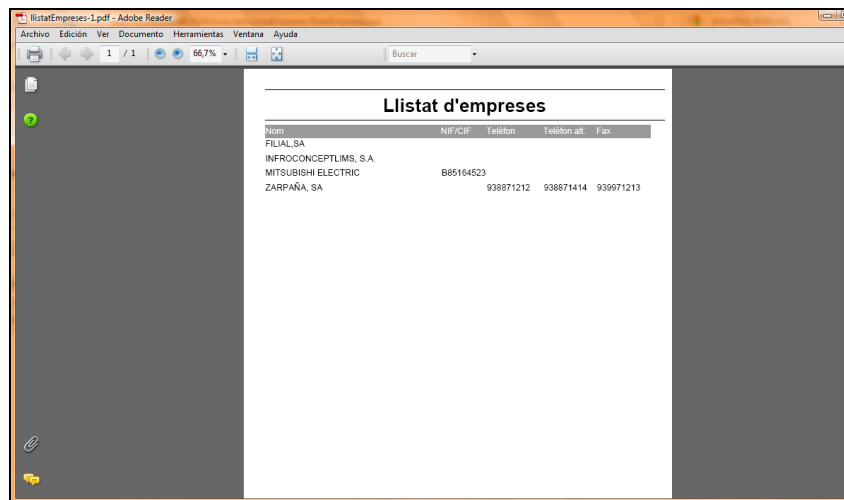 llistatEmpreses-1.pdf - Adobe Reader
Archivo Edición Ver Documento Herramientas Ventana Ayuda
1 / 1 66,7% Buscar
Llistat d'empreses
Nom NIF/CIF Telèfon Telèfon alt. Fax
FILIAL,SA
INFROCONCEPTLIMS, S.A.
MITSUBISHI ELECTRIC B85164523
ZARPAÑA, SA 938871212 938871414 939971213